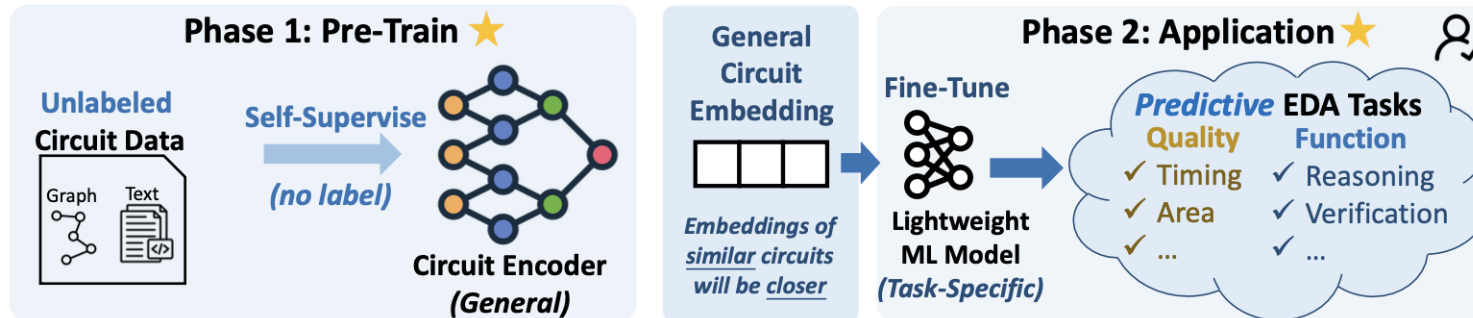 Phase 1: Pre-Train
Unlabeled
Circuit Data
Graph
Text
</>
Self-Supervise
(no label)
Circuit Encoder
(General)
General
Circuit
Embedding
Embeddings of
similar circuits
will be closer
Phase 2: Application
Fine-Tune
Lightweight
ML Model
(Task-Specific)
Predictive EDA Tasks
Quality
✓ Timing
✓ Area
✓ ...
Function
✓ Reasoning
✓ Verification
✓ ...